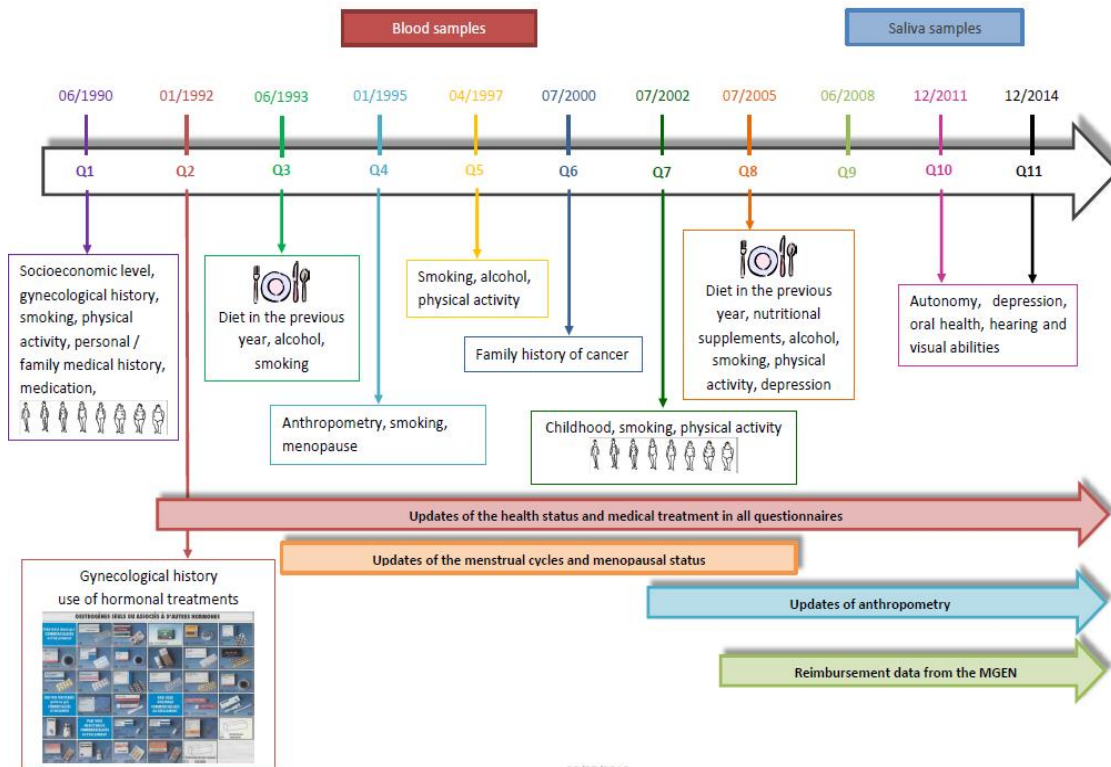 Blood samples
Saliva samples
06/1990
01/1992
06/1993
01/1995
04/1997
07/2000
07/2002
07/2005
06/2008
12/2011
12/2014
Q1
Q2
Q3
Q4
Q5
Q6
Q7
Q8
Q9
Q10
Q11
Socioeconomic level,
gynecological history,
smoking, physical
activity, personal /
family medical history,
medication,
Diet in the previous
year, alcohol,
smoking
Anthropometry, smoking,
menopause
Smoking, alcohol,
physical activity
Family history of cancer
Childhood, smoking, physical activity
Diet in the previous
year, nutritional
supplements, alcohol,
smoking, physical
activity, depression
Autonomy, depression,
oral health, hearing and
visual abilities
Updates of the health status and medical treatment in all questionnaires
Updates of the menstrual cycles and menopausal status
Updates of anthropometry
Reimbursement data from the MGEN
Gynecological history
use of hormonal treatments
OESTROGÈNES SEULS OU ASSOCIÉS À D'AUTRES HORMONES